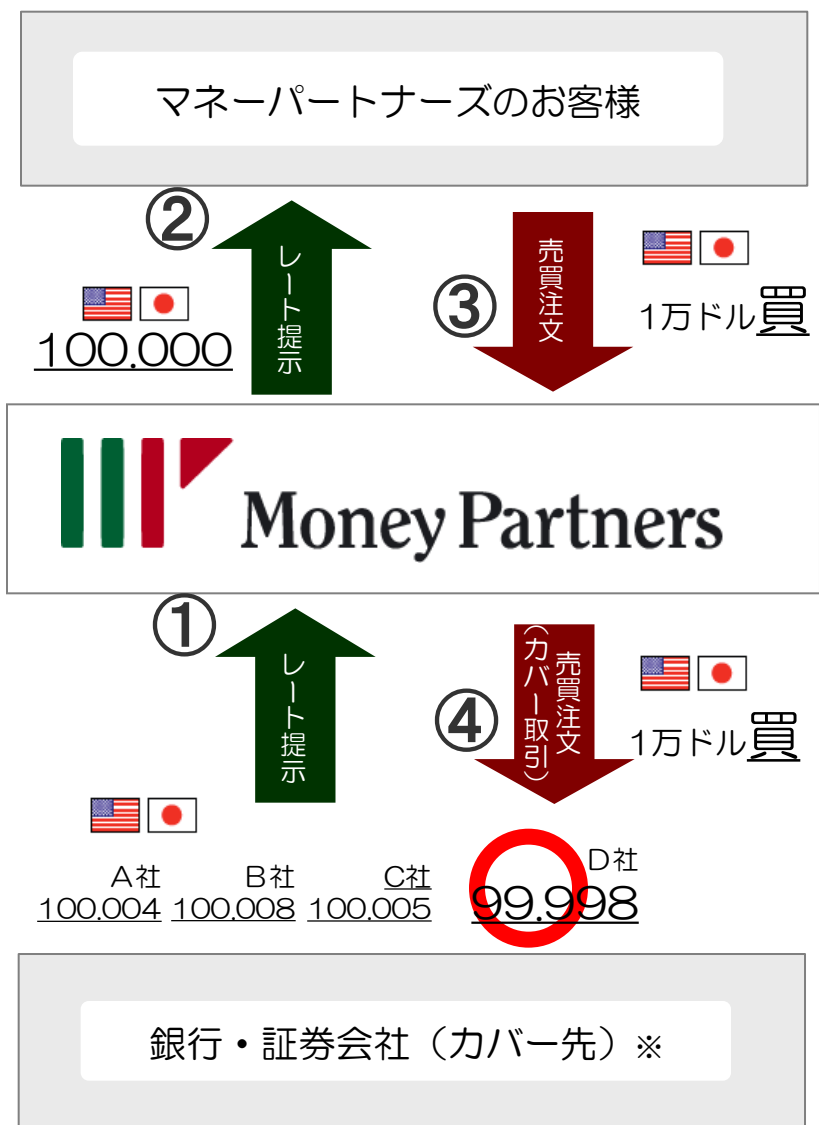 マネーパートナーズのお客様
②
レート提示
100.000
③
売買注文
1万ドル買
Money Partners
①
レート提示
④
売買注文
（カバー取引）
1万ドル買
A社 B社 C社 D社
100.004 100.008 100.005 99.998
銀行・証券会社（カバー先）※